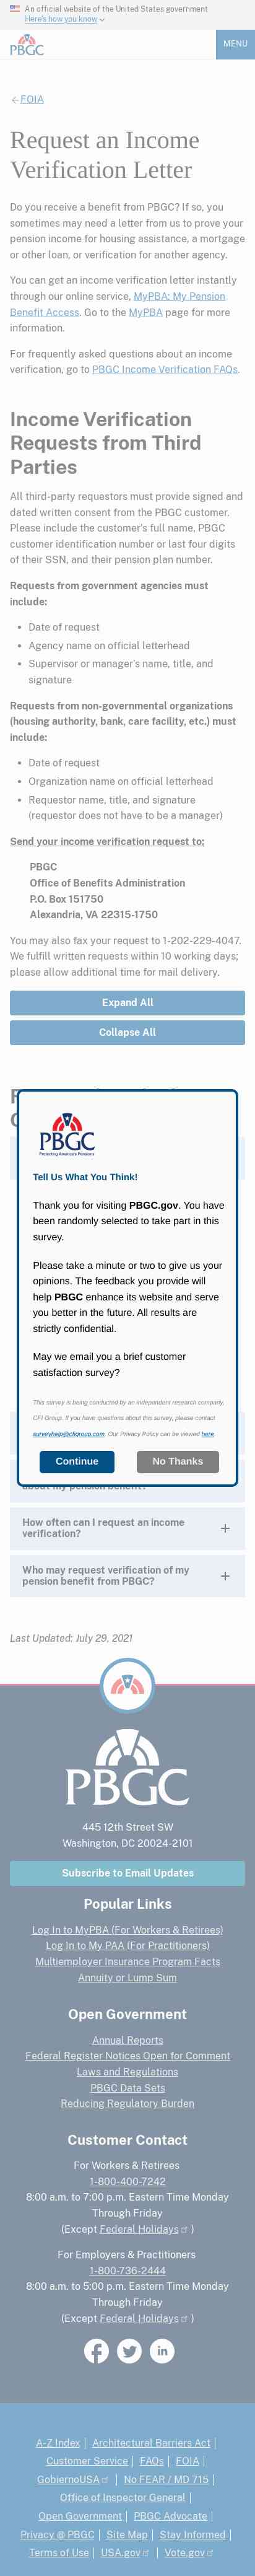 An official website of the United States government
Here's how you know
PBGC
MENU
FOIA
Request an Income
Verification Letter
Do you receive a benefit from PBGC? If so, you
sometimes may need a letter from us to prove your
pension for housing assistance, a mortgage
or other loan, or verification for another agency.
You can get an income verification letter instantly
through our online service, MyPBA: My Pension
Benefit Access. Go to the MyPBA page for more
information.
For frequently asked questions about an income
verification, go to PBGC Income Verification FAQs.
Income Verification
Requests from Third
Parties
All third-party requestors must provide signed and
dated written consent from the PBGC customer.
Please include the customer's full name, PBGC
customer identification number or last four digits
of their SSN, and their pension plan number.
Requests from government agencies must
include:
• Date of request
• Agency name on official letterhead
• Supervisor or manager's name, title, and
signature
Requests from non-governmental organizations
(housing authority, bank, care facility, etc.) must
include:
• Date of request
• Organization name on official letterhead
• Requestor name, title, and signature
(requestor does not have to be a manager)
Send your income verification request to:
PBGC
Office of Benefits Administration
P.O. Box 151750
Alexandria, VA 22315-1750
You may also fax your request to 1-202-229-4047.
We fulfill written requests within 10 working days;
please allow additional time for mail delivery.
Expand All
Collapse All
PBGC
Protecting America's Pensions
Tell Us What You Think!
Thank you for visiting PBGC.gov. You have
been randomly selected to take part in this
survey.
Please take a minute or two to give us your
opinions. The feedback you provide will
help PBGC enhance its website and serve
you better in the future. All results are
strictly confidential.
May we email you a brief customer
satisfaction survey?
This survey is being conducted by an independent research company,
CFI Group. If you have questions about this survey, please contact
surveyhelp@cfigroup.com. Our Privacy Policy can be viewed here
Continue
No Thanks
about my pension benefit?
How often can I request an income
verification?
Who may request verification of my
pension benefit from PBGC?
Last Updated: July 29, 2021
PBGC
445 12th Street SW
Washington, DC 20024-2101
Subscribe to Email Updates
Popular Links
Log In to MyPBA (For Workers & Retirees)
Log In to My PAA (For Practitioners)
Multiemployer Insurance Program Facts
Annuity or Lump Sum
Open Government
Annual Reports
Federal Register Notices Open for Comment
Laws and Regulations
PBGC Data Sets
Reducing Regulatory Burden
Customer Contact
For Workers & Retirees
1-800-400-7242
8:00 a.m. to 7:00 p.m. Eastern Time Monday
Through Friday
(Except Federal Holidays )
For Employers & Practitioners
1-800-736-2444
8:00 a.m. to 5:00 p.m. Eastern Time Monday
Through Friday
(Except Federal Holidays )
A-Z Index | Architectural Barriers Act |
Customer Service | FAQs | FOIA |
GobiernoUSA | No FEAR / MD 715 |
Office of Inspector General |
Open Government | PBGC Advocate |
Privacy @ PBGC | Site Map | Stay Informed |
Terms of Use | USA.gov | Vote.gov